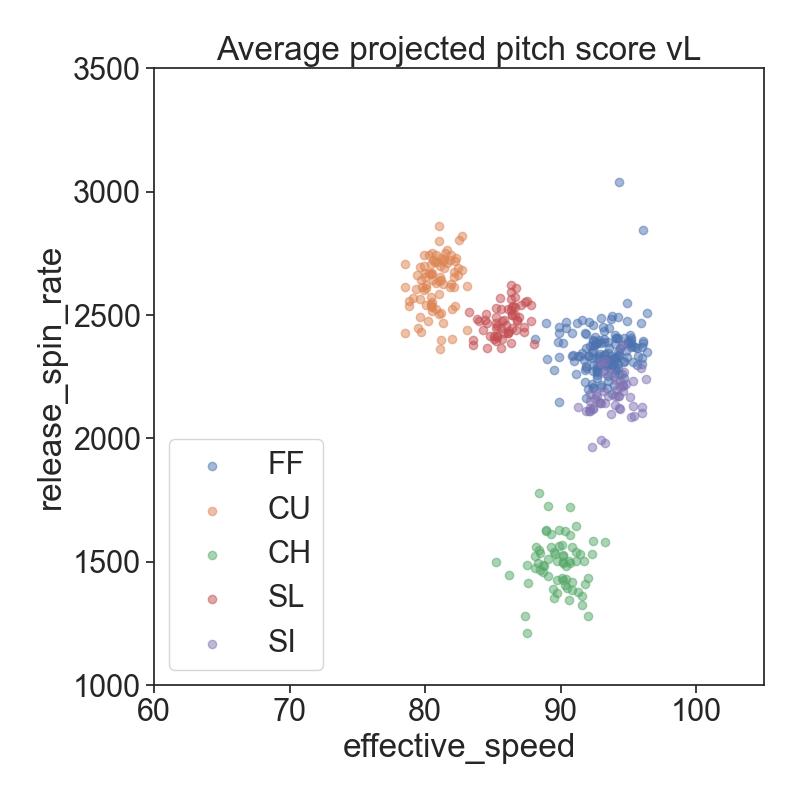 Average projected pitch score vL
3500
3000
2500
2000
1500
1000
release_spin_rate
FF
CU
CH
SL
SI
60
70
80
90
100
effective_speed